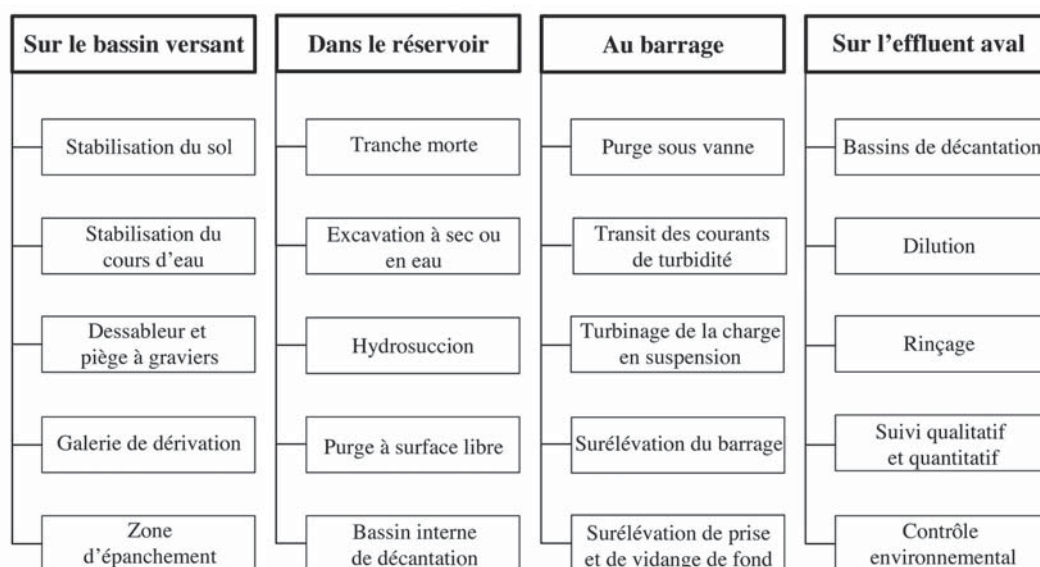 Sur le bassin versant
Stabilisation du sol
Stabilisation du
cours d'eau
Dessableur et
piège à graviers
Galerie de dérivation
Zone
d'épanchement
Dans le réservoir
Tranche morte
Excavation à sec ou
en eau
Hydrosuccion
Purge à surface libre
Bassin interne
de décantation
Au barrage
Purge sous vanne
Transit des courants
de turbidité
Turbinage de la charge
en suspension
Surélévation du barrage
Surélévation de prise
et de vidange de fond
Sur l'effluent aval
Bassins de décantation
Dilution
Rinçage
Suivi qualitatif
et quantitatif
Contrôle
environnemental